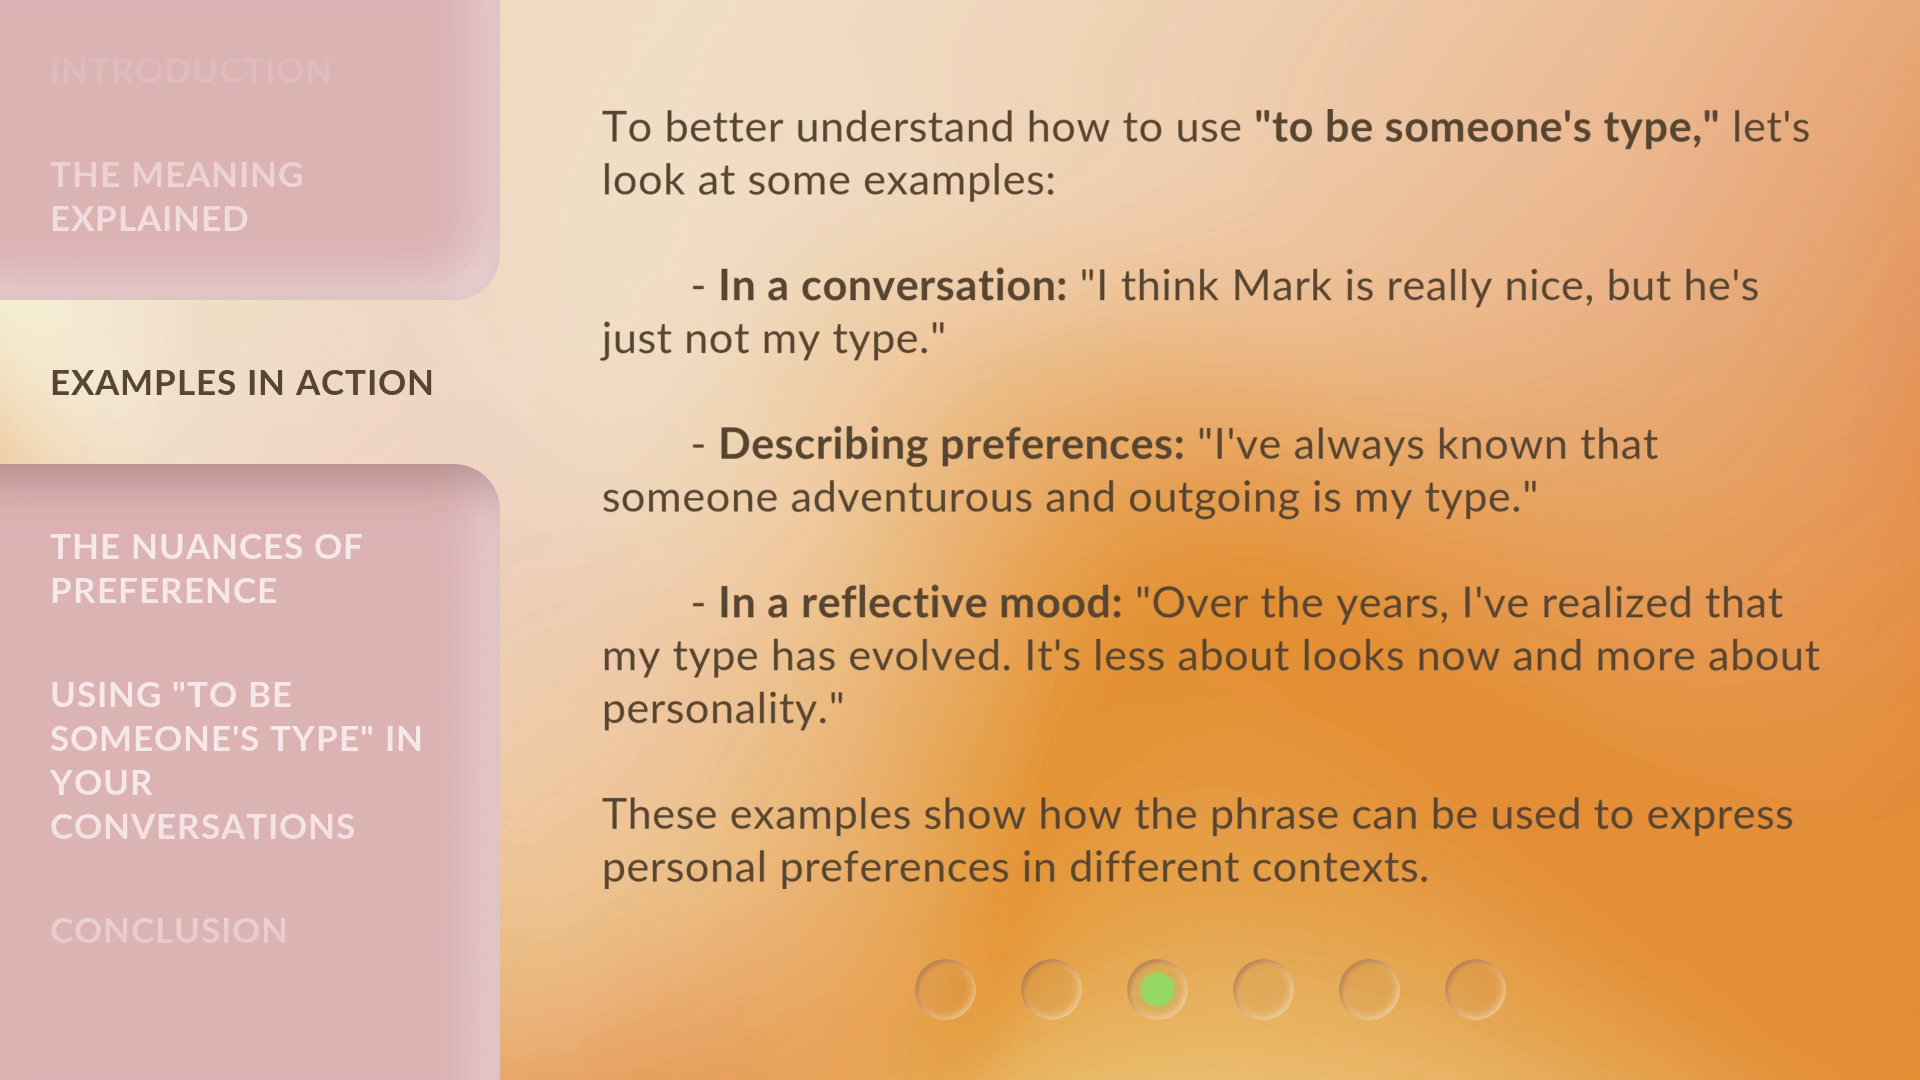 INTRODUCTION
THE MEANING
EXPLAINED
EXAMPLES IN ACTION
THE NUANCES OF
PREFERENCE
USING "TO BE
SOMEONE'S TYPE" IN
YOUR
CONVERSATIONS
CONCLUSION
To better understand how to use "to be someone's type," let's
look at some examples:
- In a conversation: "I think Mark is really nice, but he's
just not my type."
- Describing preferences: "I've always known that
someone adventurous and outgoing is my type."
- In a reflective mood: "Over the years, I've realized that
my type has evolved. It's less about looks now and more about
personality."
These examples show how the phrase can be used to express
personal preferences in different contexts.